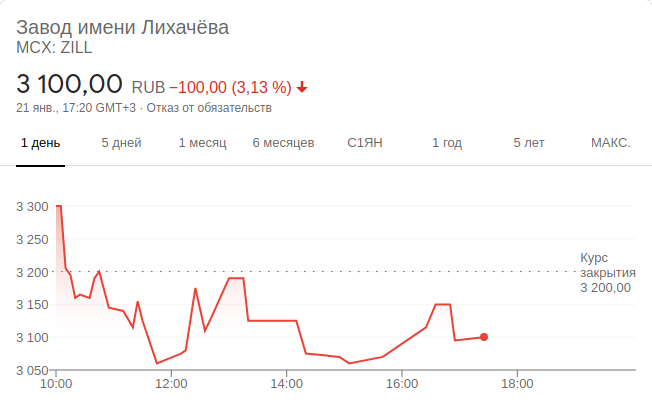 Завод имени Лихачёва
MCX: ZILL
3 100,00 RUB −100,00 (3,13 %)
21 янв., 17:20 GMT+3 · Отказ от обязательств
1 день 5 дней 1 месяц 6 месяцев С1ЯН 1 год 5 лет МАКС.
3 300
3 250
3 200
3 150
3 100
3 050
Курс
закрытия
3 200,00
10:00 12:00 14:00 16:00 18:00